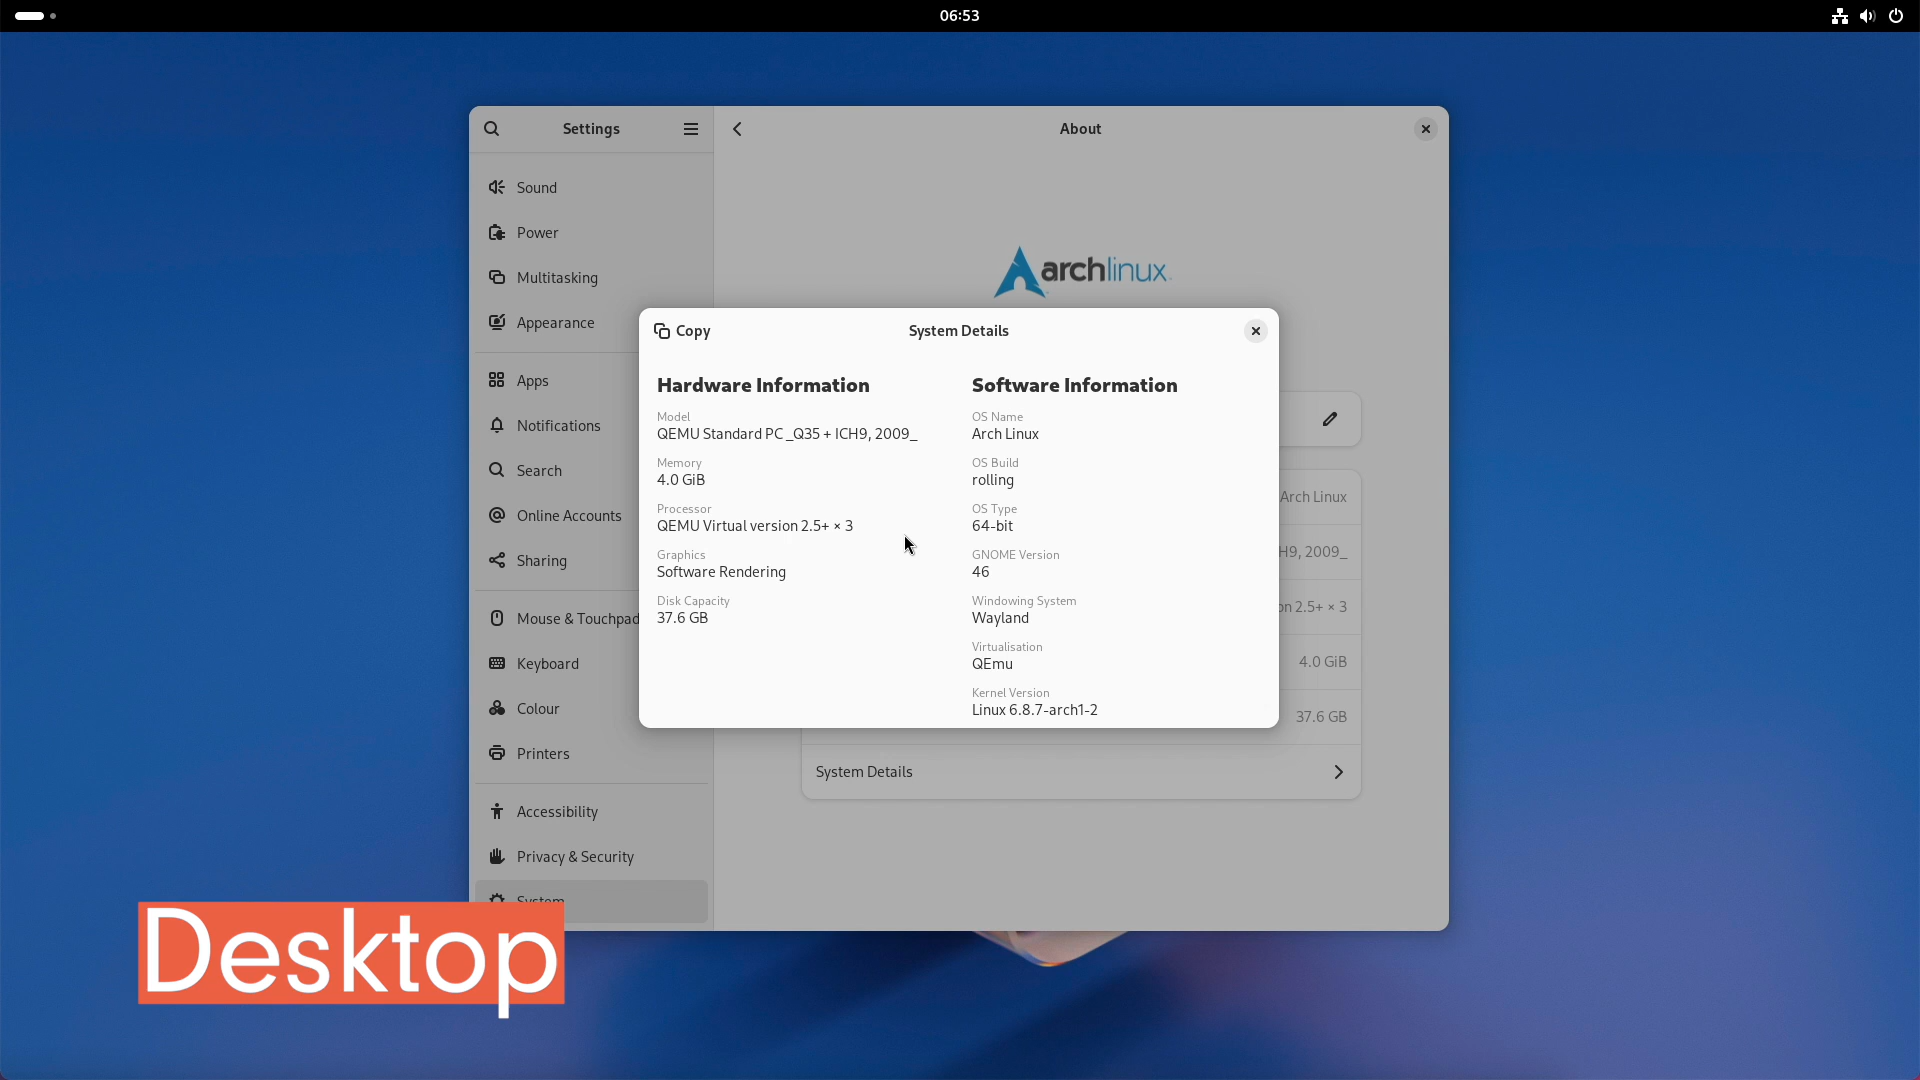 06:53
Settings
About
Sound
Power
Multitasking
Appearance
Apps
Notifications
Search
Online Accounts
Sharing
Mouse & Touchpad
Keyboard
Colour
Printers
Accessibility
Privacy & Security
System
archlinux
Copy
System Details
Hardware Information
Model
QEMU Standard PC _Q35 + ICH9, 2009_
Memory
4.0 GiB
Processor
QEMU Virtual version 2.5+ × 3
Graphics
Software Rendering
Disk Capacity
37.6 GB
Software Information
OS Name
Arch Linux
OS Build
rolling
OS Type
64-bit
GNOME Version
46
Windowing System
Wayland
Virtualisation
QEmu
Kernel Version
Linux 6.8.7-arch1-2
Arch Linux
H9, 2009_
on 2.5+ × 3
4.0 GiB
37.6 GB
System Details
Desktop